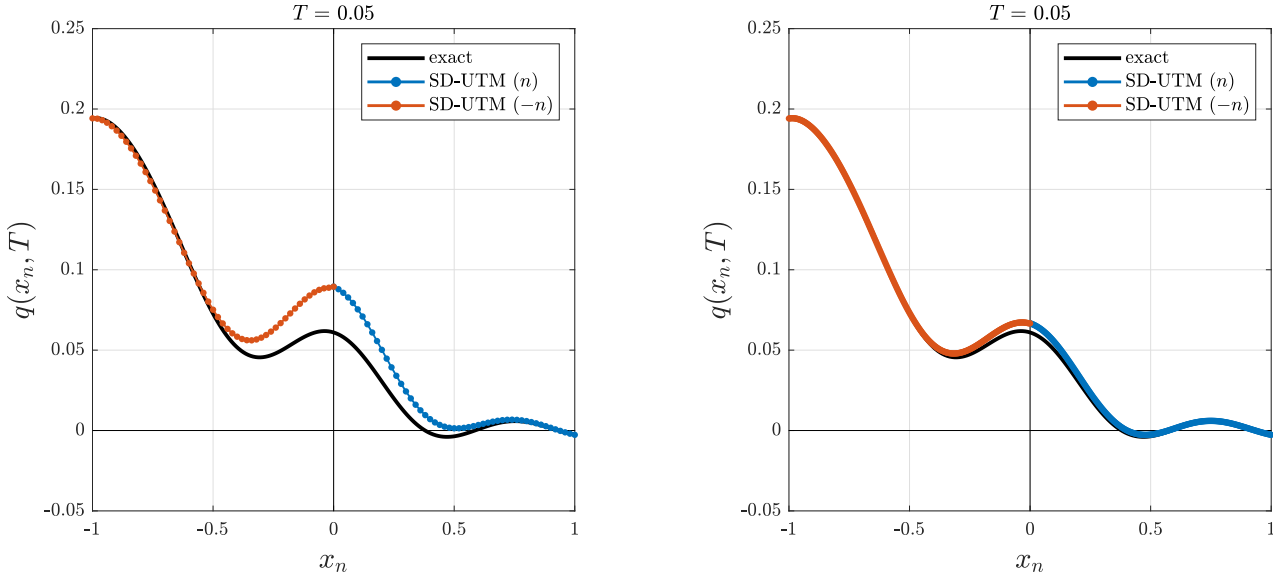 T = 0.05
exact
SD-UTM (n)
SD-UTM (−n)
0.25
0.2
0.15
0.1
0.05
0
-0.05
q(x_n, T)
-1
-0.5
0
0.5
1
x_n
T = 0.05
exact
SD-UTM (n)
SD-UTM (−n)
0.25
0.2
0.15
0.1
0.05
0
-0.05
q(x_n, T)
-1
-0.5
0
0.5
1
x_n